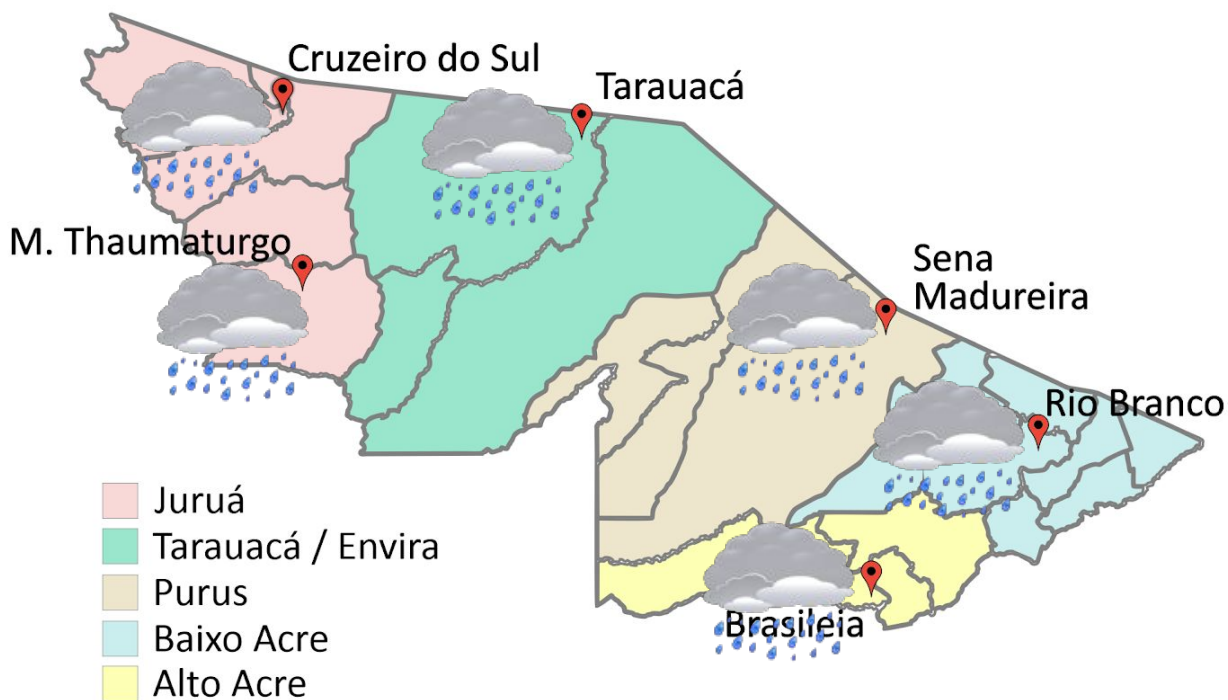 Cruzeiro do Sul
Tarauacá
M. Thaumaturgo
Sena
Madureira
Rio Branco
Brasileia
Juruá
Tarauacá / Envira
Purus
Baixo Acre
Alto Acre